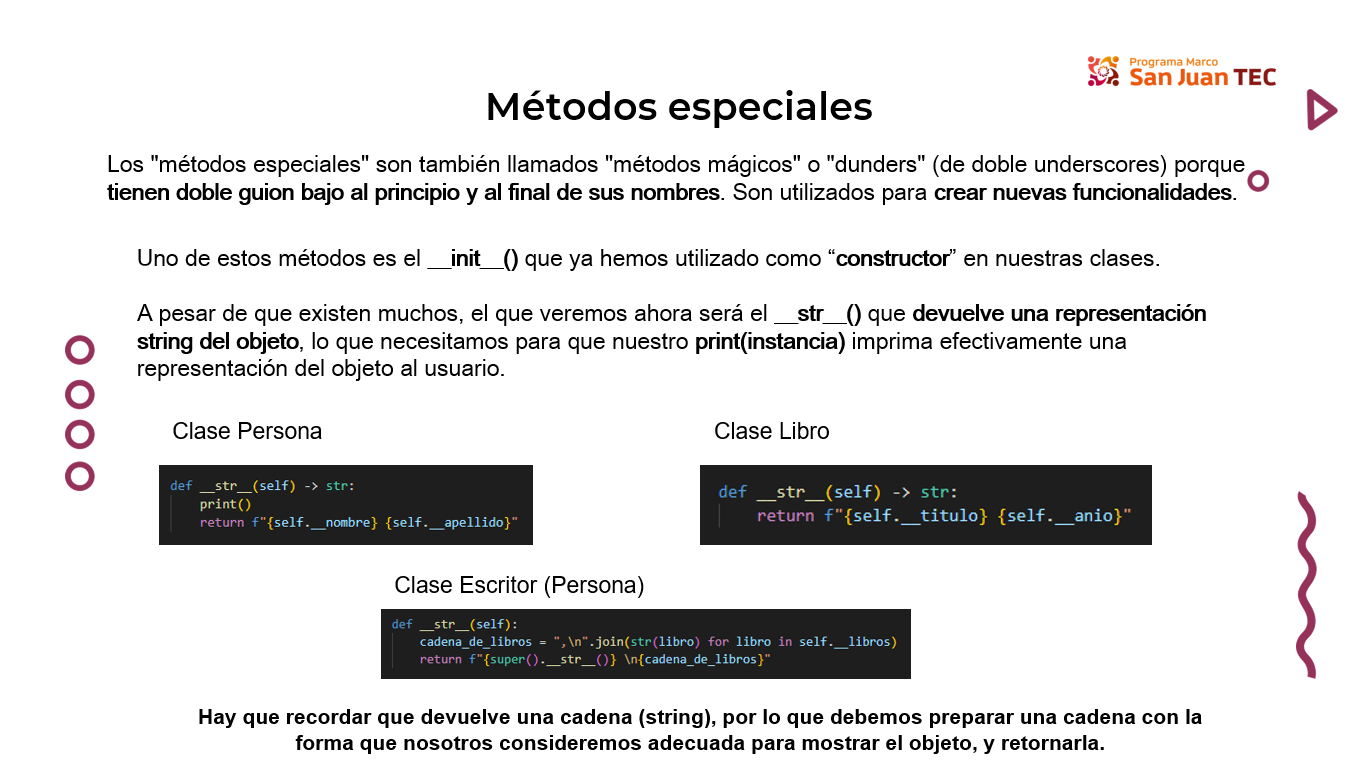 Programa Marco
San Juan TEC
Métodos especiales
Los "métodos especiales" son también llamados "métodos mágicos" o "dunders" (de doble underscores) porque
tienen doble guion bajo al principio y al final de sus nombres. Son utilizados para crear nuevas funcionalidades.
Uno de estos métodos es el __init__() que ya hemos utilizado como “constructor” en nuestras clases.
A pesar de que existen muchos, el que veremos ahora será el __str__() que devuelve una representación
string del objeto, lo que necesitamos para que nuestro print(instancia) imprima efectivamente una
representación del objeto al usuario.
Clase Persona
def __str__(self) -> str:
    print()
    return f"{self.__nombre} {self.__apellido}"
Clase Libro
def __str__(self) -> str:
    return f"{self.__titulo} {self.__anio}"
Clase Escritor (Persona)
def __str__(self):
    cadena_de_libros = ",\n".join(str(libro) for libro in self.__libros)
    return f"{super().__str__()} \n{cadena_de_libros}"
Hay que recordar que devuelve una cadena (string), por lo que debemos preparar una cadena con la
forma que nosotros consideremos adecuada para mostrar el objeto, y retornarla.